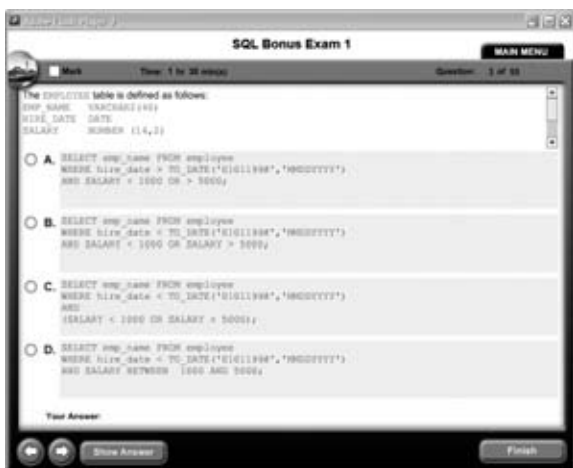 SQL Bonus Exam 1
MAIN MENU
Mark
Time: 1 hr 30 min(s)
Question:
The EMPLOYEE table is defined as follows:
EMP_NAME VARCHAR2(40)
HIRE_DATE DATE
SALARY NUMBER (14,2)
A. SELECT emp_name FROM employee
WHERE hire_date > TO_DATE('01011998','MMDDYYYY')
AND SALARY < 1000 OR > 5000;
B. SELECT emp_name FROM employee
WHERE hire_date < TO_DATE('01011998','MMDDYYYY')
AND SALARY < 1000 OR SALARY > 5000;
C. SELECT emp_name FROM employee
WHERE hire_date < TO_DATE('01011998','MMDDYYYY')
AND
(SALARY < 1000 OR SALARY > 5000);
D. SELECT emp_name FROM employee
WHERE hire_date < TO_DATE('01011998','MMDDYYYY')
AND SALARY BETWEEN 1000 AND 5000;
Your Answer:
Show Answer
Finish